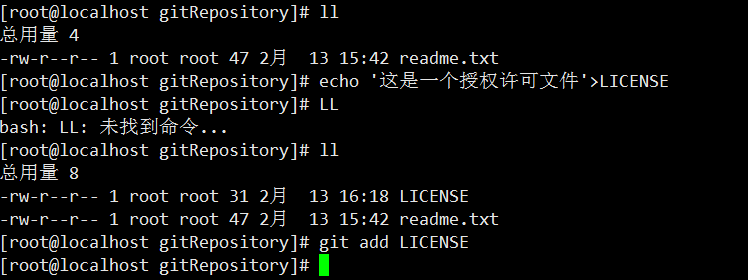 [root@localhost gitRepository]# ll
总用量 4
-rw-r--r-- 1 root root 47 2月  13 15:42 readme.txt
[root@localhost gitRepository]# echo '这是一个授权许可文件'>LICENSE
[root@localhost gitRepository]# LL
bash: LL: 未找到命令...
[root@localhost gitRepository]# ll
总用量 8
-rw-r--r-- 1 root root 31 2月  13 16:18 LICENSE
-rw-r--r-- 1 root root 47 2月  13 15:42 readme.txt
[root@localhost gitRepository]# git add LICENSE
[root@localhost gitRepository]#